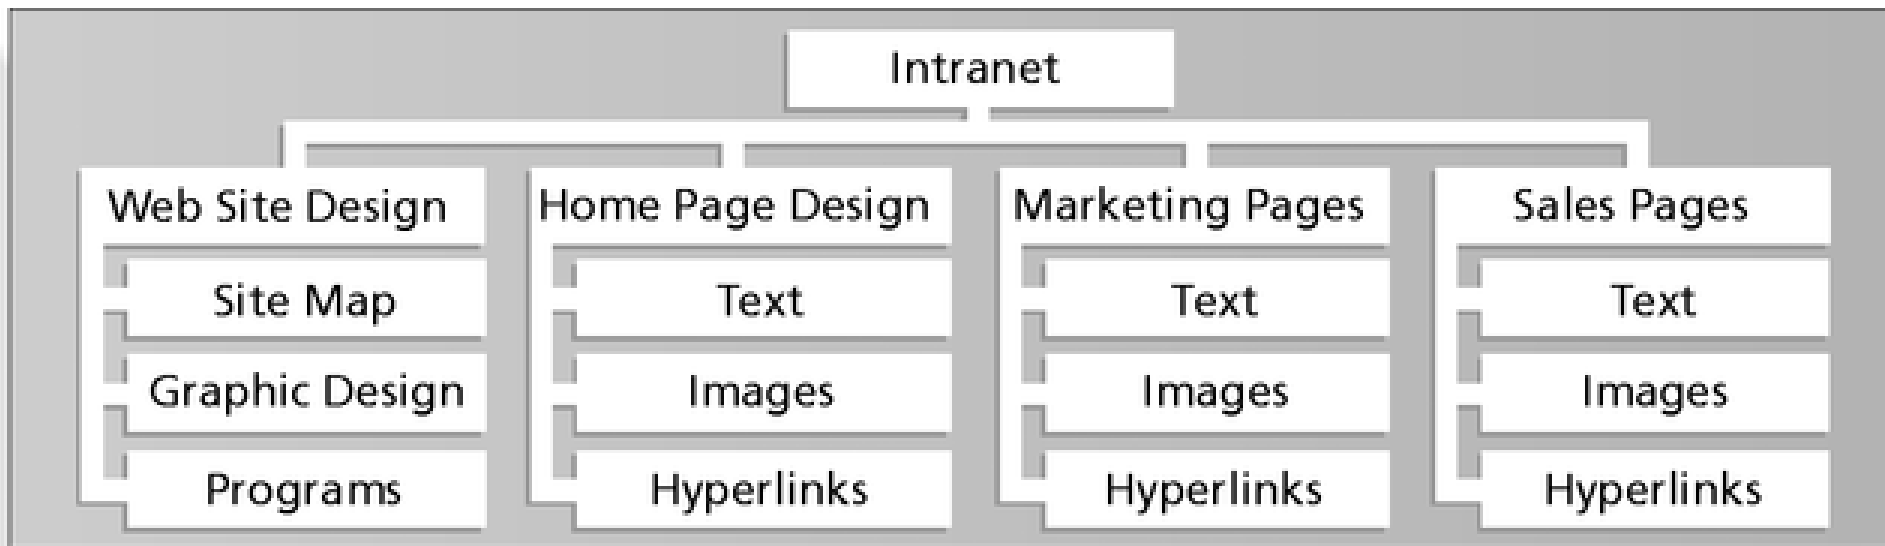 Intranet
Web Site Design
Site Map
Graphic Design
Programs
Home Page Design
Text
Images
Hyperlinks
Marketing Pages
Text
Images
Hyperlinks
Sales Pages
Text
Images
Hyperlinks